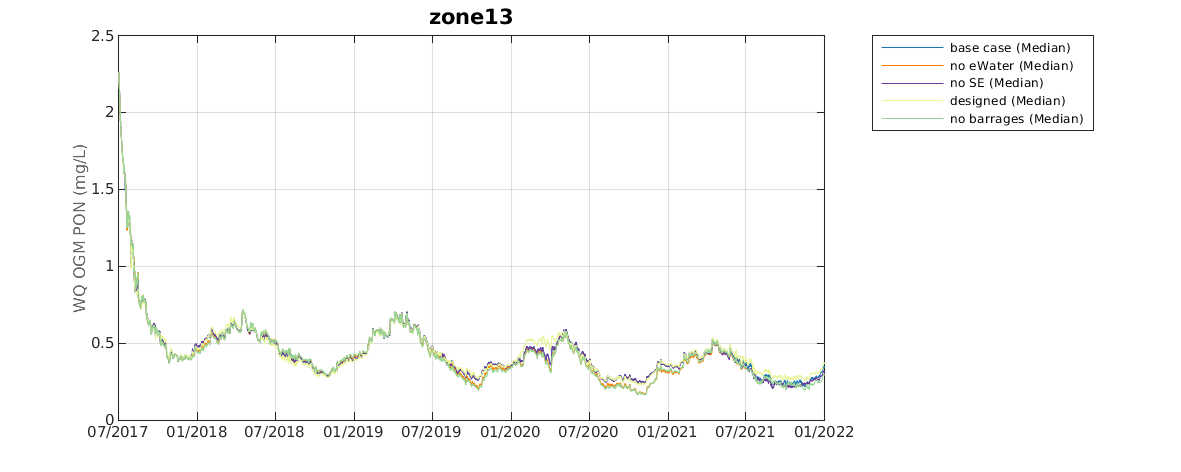 zone13
WQ OGM PON (mg/L)
2.5
2
1.5
1
0.5
0
07/2017 01/2018 07/2018 01/2019 07/2019 01/2020 07/2020 01/2021 07/2021 01/2022
base case (Median)
no eWater (Median)
no SE (Median)
designed (Median)
no barrages (Median)